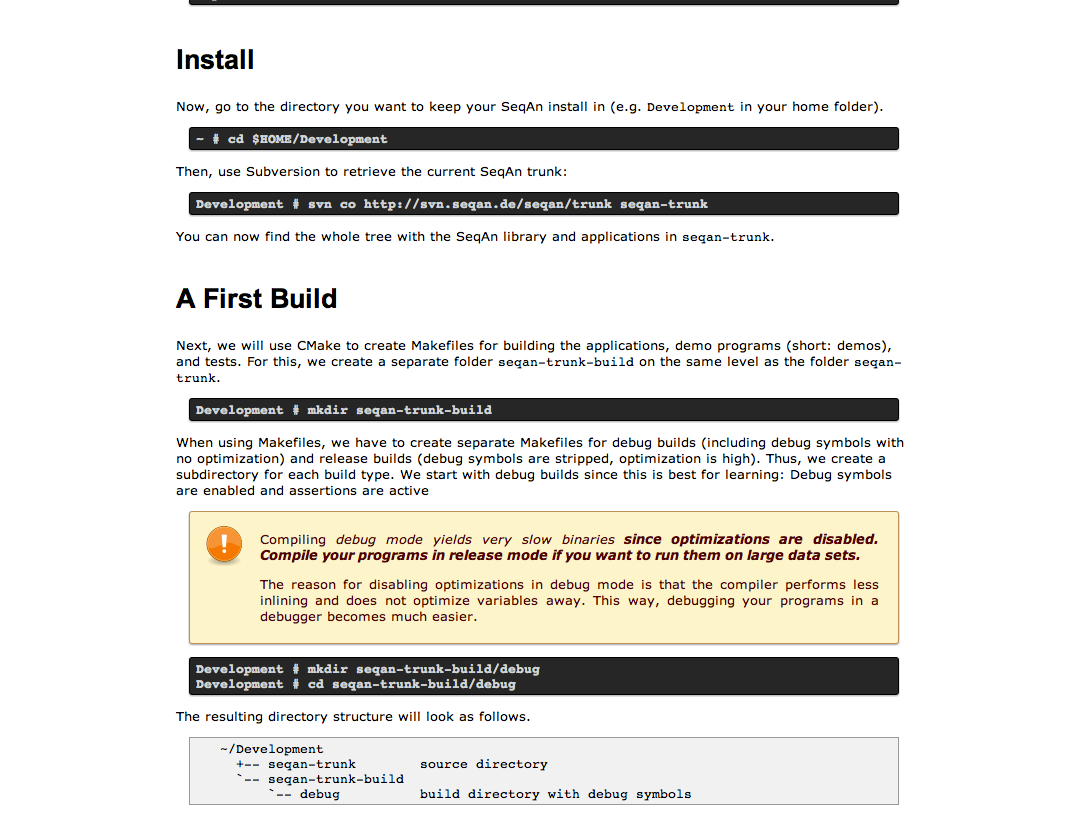 Install
Now, go to the directory you want to keep your SeqAn install in (e.g. Development in your home folder).
~ # cd $HOME/Development
Then, use Subversion to retrieve the current SeqAn trunk:
Development # svn co http://svn.seqan.de/seqan/trunk seqan-trunk
You can now find the whole tree with the SeqAn library and applications in seqan-trunk.
A First Build
Next, we will use CMake to create Makefiles for building the applications, demo programs (short: demos),
and tests. For this, we create a separate folder seqan-trunk-build on the same level as the folder seqan-
trunk.
Development # mkdir seqan-trunk-build
When using Makefiles, we have to create separate Makefiles for debug builds (including debug symbols with
no optimization) and release builds (debug symbols are stripped, optimization is high). Thus, we create a
subdirectory for each build type. We start with debug builds since this is best for learning: Debug symbols
are enabled and assertions are active
!
Compiling debug mode yields very slow binaries since optimizations are disabled.
Compile your programs in release mode if you want to run them on large data sets.
The reason for disabling optimizations in debug mode is that the compiler performs less
inlining and does not optimize variables away. This way, debugging your programs in a
debugger becomes much easier.
Development # mkdir seqan-trunk-build/debug
Development # cd seqan-trunk-build/debug
The resulting directory structure will look as follows.
~/Development
+-- seqan-trunk source directory
`-- seqan-trunk-build
`-- debug build directory with debug symbols